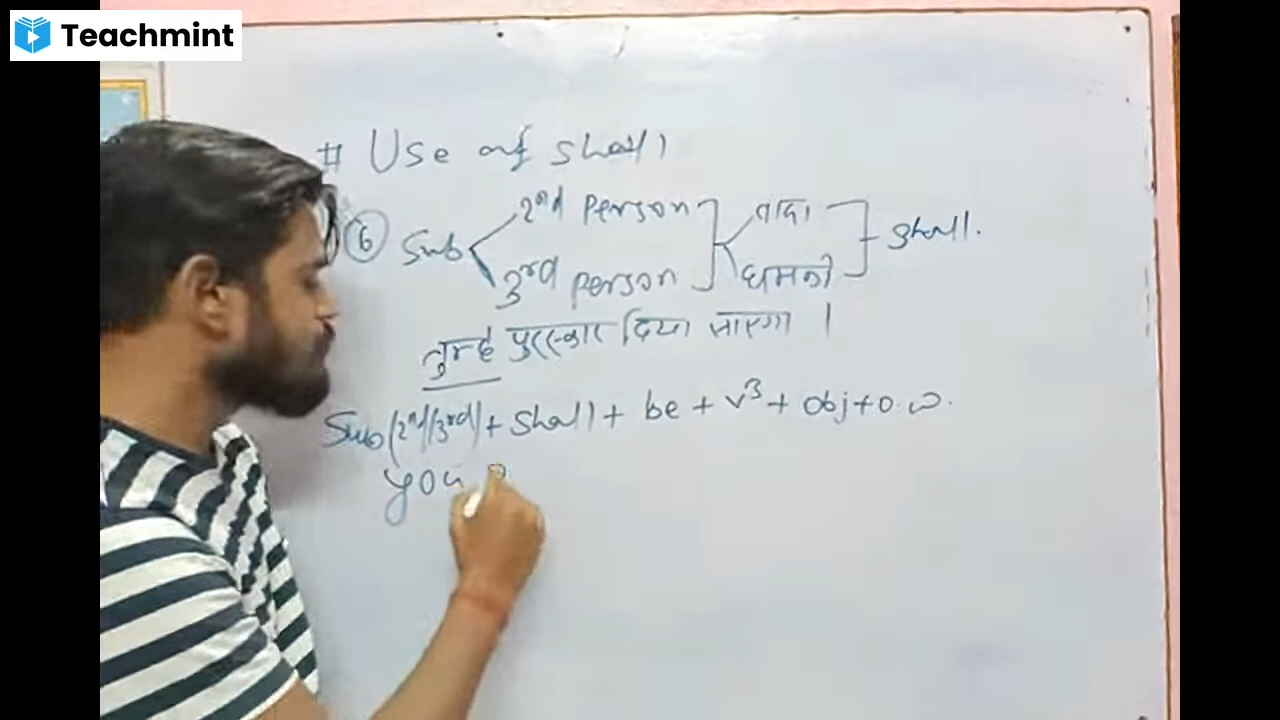 Teachmint
# Use of shall
6 Sub 2nd person वादा shall.
3rd person धमकी
तुम्हे पुरस्कार दिया जाएगा ।
Sub(2nd/3rd) + Shall + be + V3 + Obj + O.W.
You